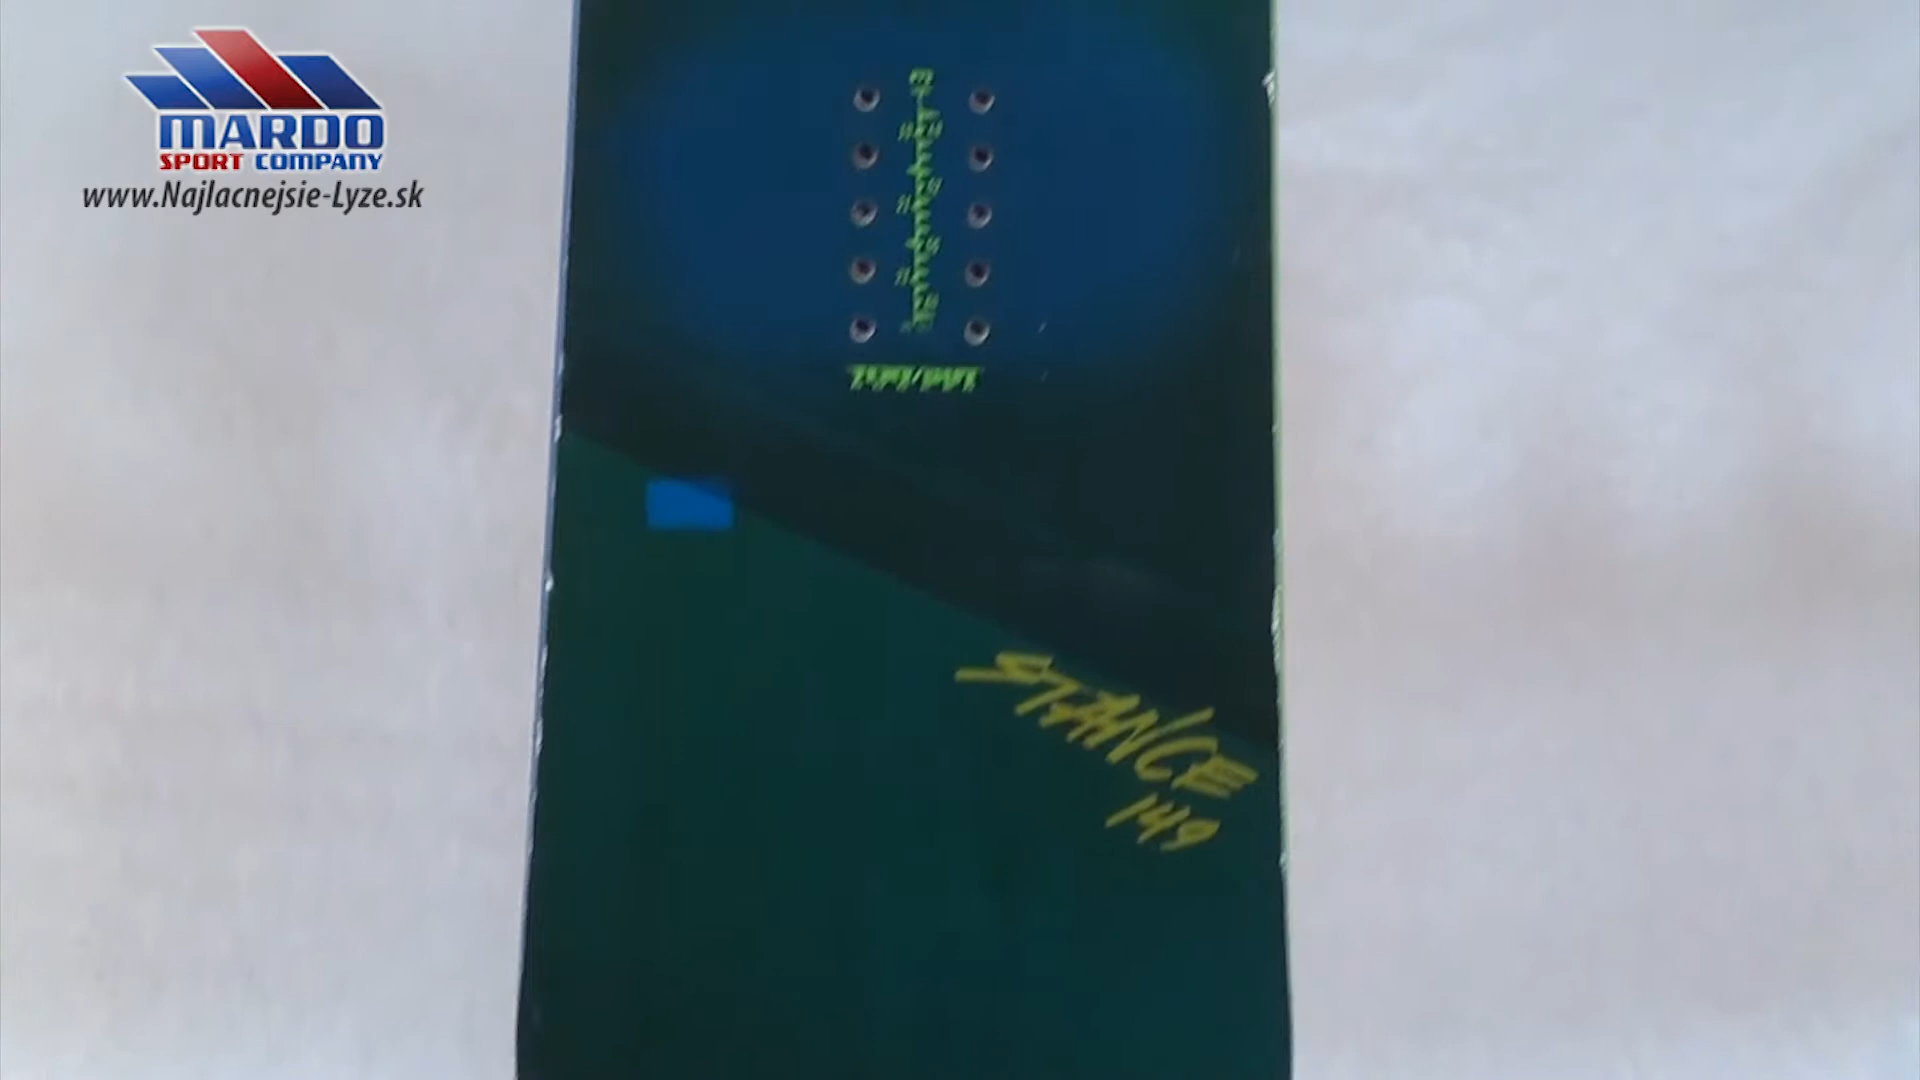 MARDO
SPORT COMPANY
www.Najlacnejsie-Lyze.sk
STANCE
149